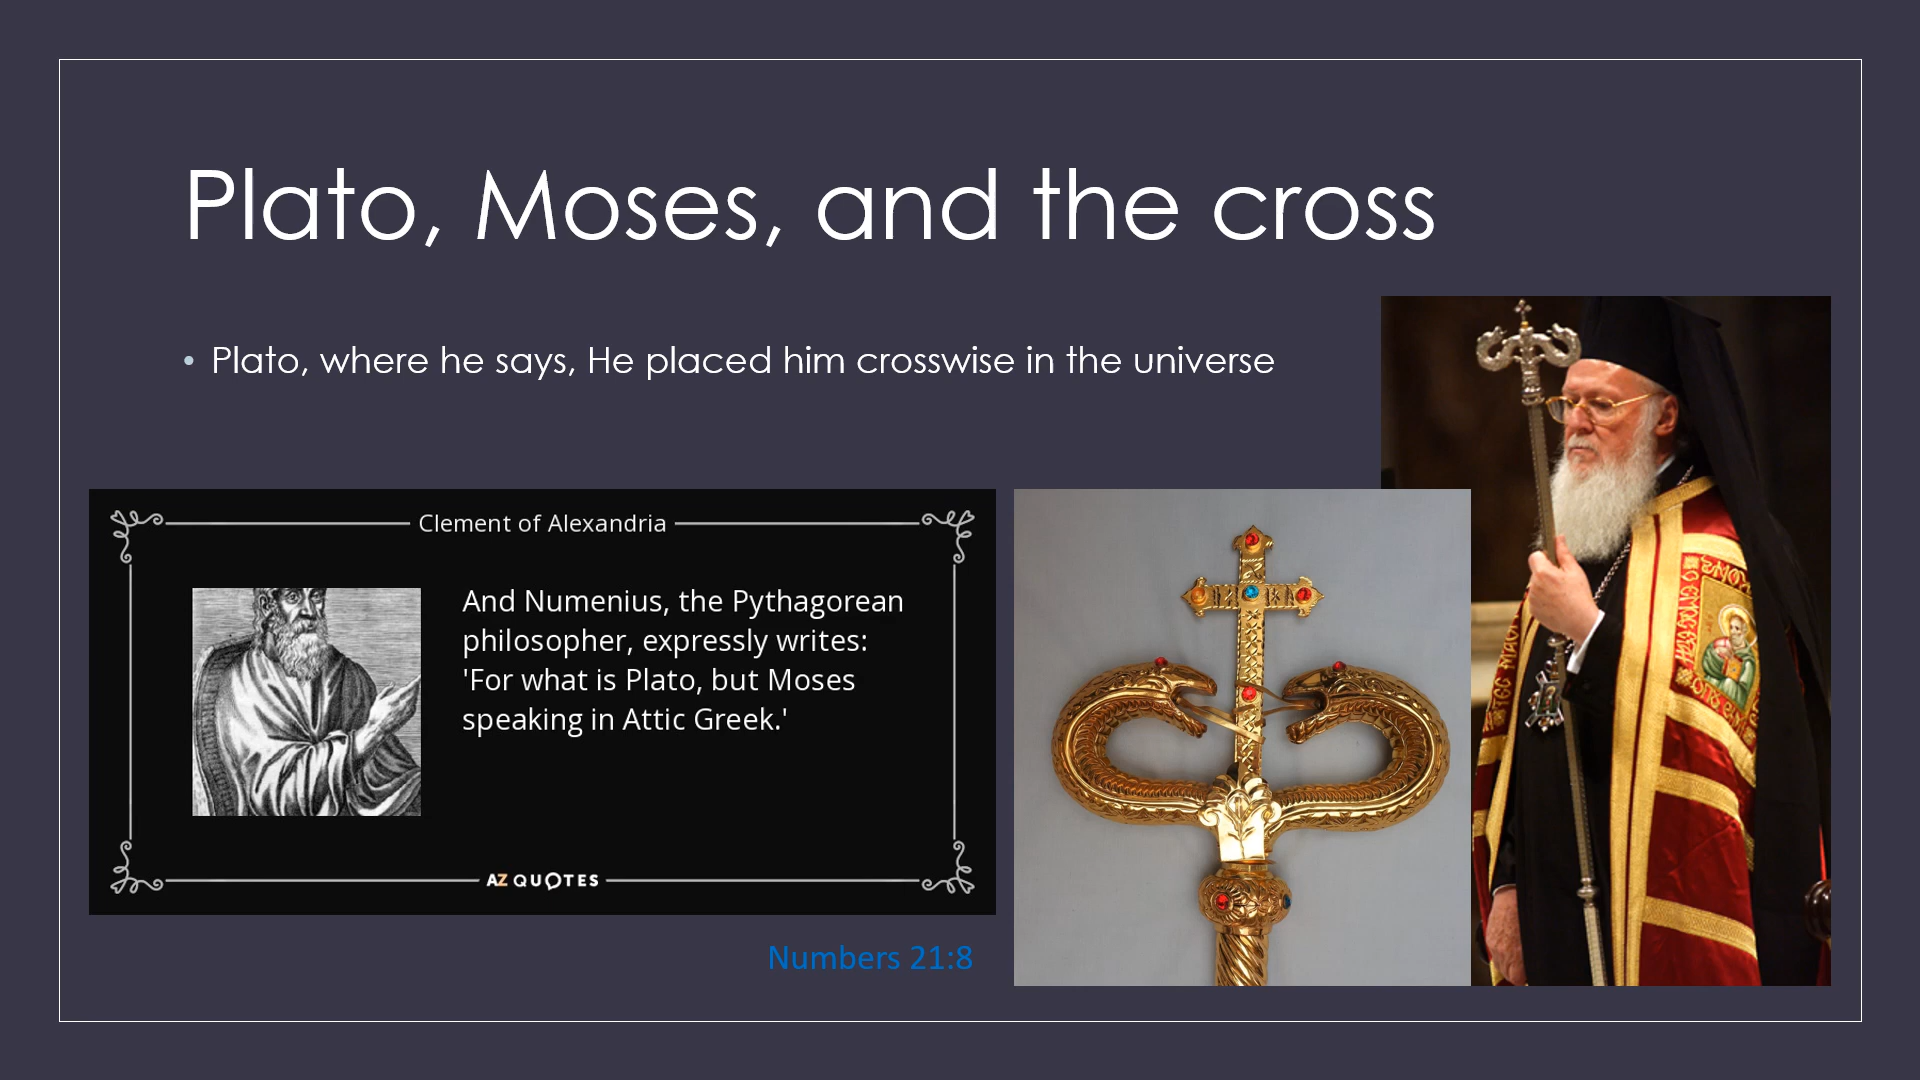 Plato, Moses, and the cross
• Plato, where he says, He placed him crosswise in the universe
Clement of Alexandria
And Numenius, the Pythagorean
philosopher, expressly writes:
'For what is Plato, but Moses
speaking in Attic Greek.'
AZ QUOTES
Numbers 21:8